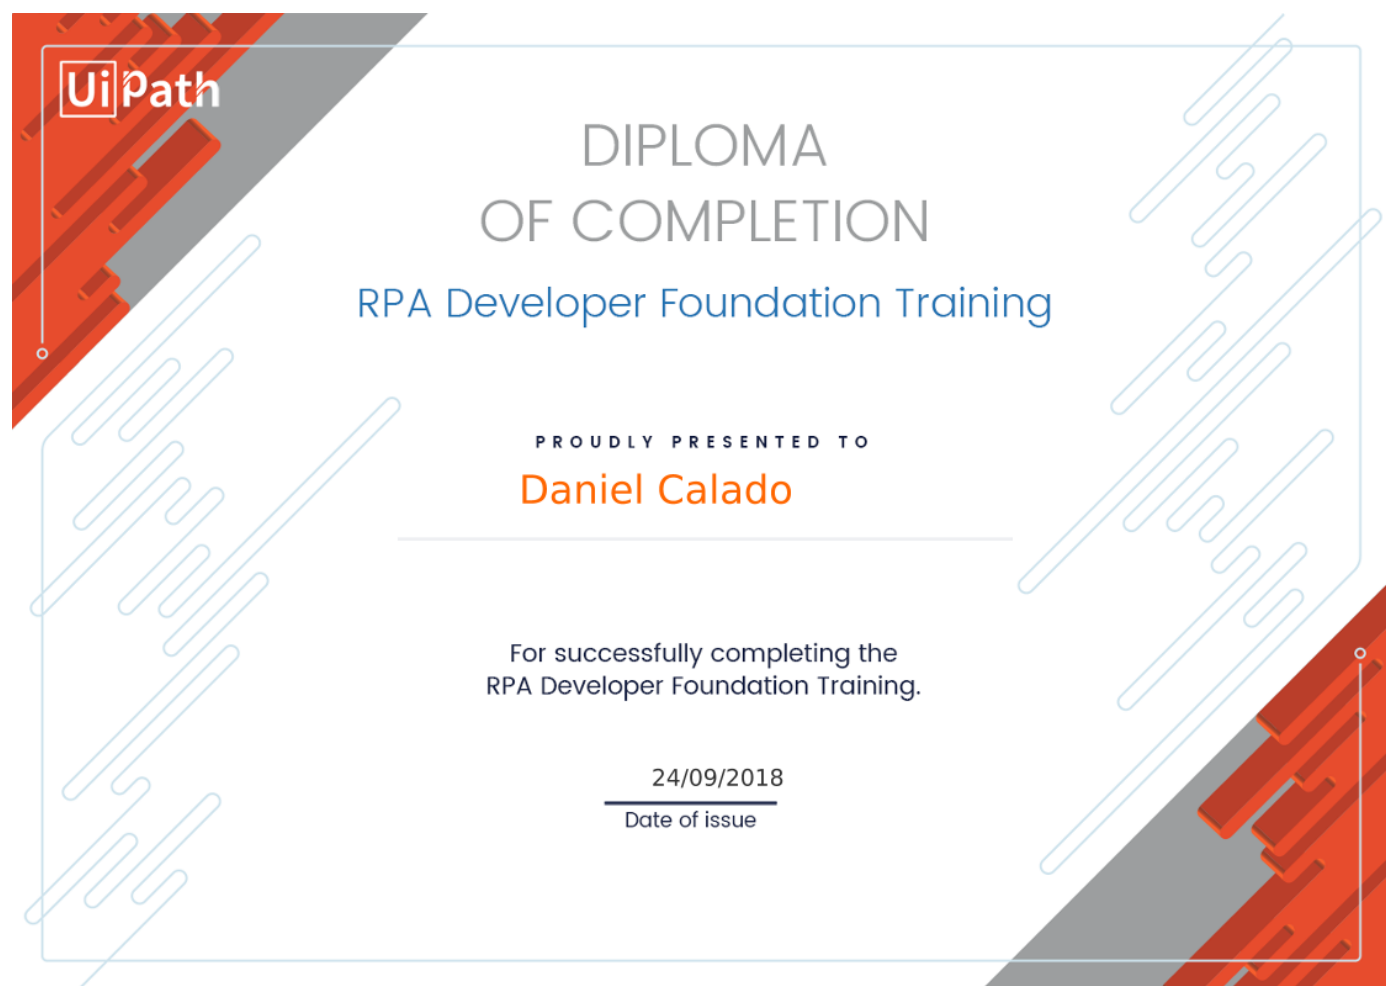 UiPath
DIPLOMA
OF COMPLETION
RPA Developer Foundation Training
PROUDLY PRESENTED TO
Daniel Calado
For successfully completing the
RPA Developer Foundation Training.
24/09/2018
Date of issue